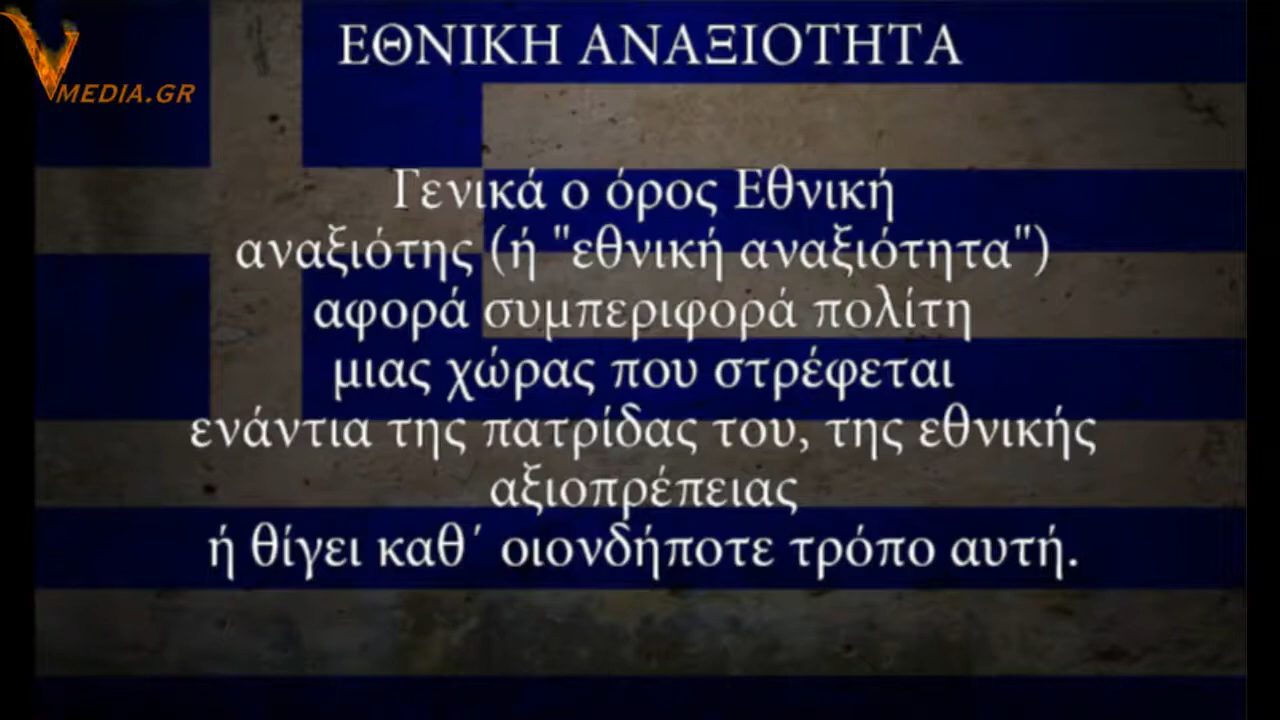 VMEDIA.GR
ΕΘΝΙΚΗ ΑΝΑΞΙΟΤΗΤΑ
Γενικά ο όρος Εθνική
αναξιότης (ή "εθνική αναξιότητα")
αφορά συμπεριφορά πολίτη
μιας χώρας που στρέφεται
ενάντια της πατρίδας του, της εθνικής
αξιοπρέπειας
ή θίγει καθ΄ οιονδήποτε τρόπο αυτή.